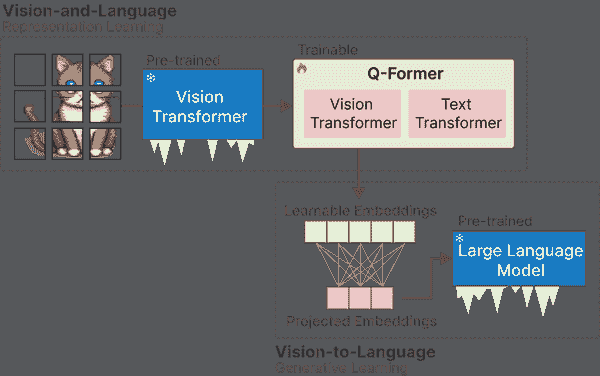 Vision-and-Language
Representation Learning
Pre-trained
Trainable
Q-Former
Vision
Transformer
Vision
Transformer
Text
Transformer
Learnable Embeddings
Pre-trained
Large Language
Model
Projected Embeddings
Vision-to-Language
Generative Learning